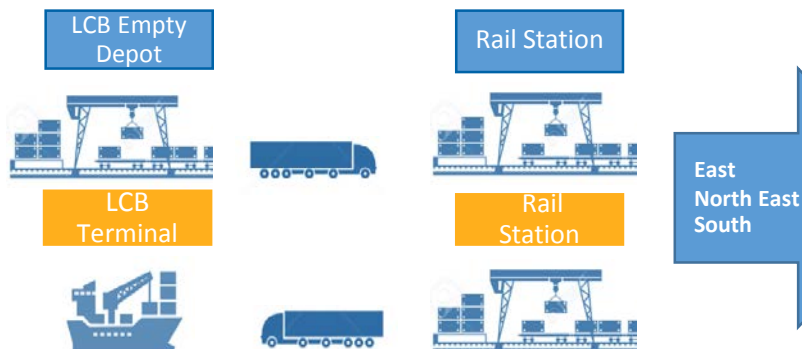 LCB Empty
Depot
Rail Station
LCB
Terminal
Rail
Station
East
North East
South